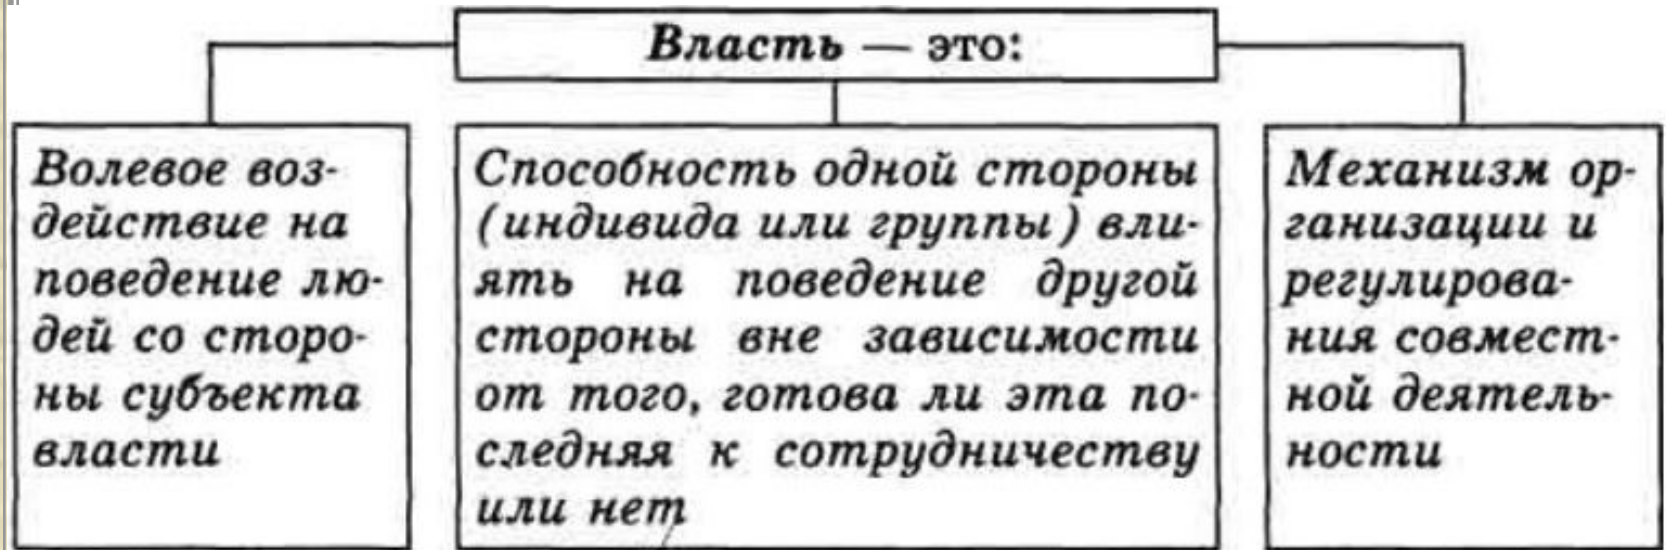 Власть — это:
Волевое воз-
действие на
поведение лю-
дей со сторо-
ны субъекта
власти
Способность одной стороны
(индивида или группы) вли-
ять на поведение другой
стороны вне зависимости
от того, готова ли эта по-
следняя к сотрудничеству
или нет
Механизм ор-
ганизации и
регулирова-
ния совмест-
ной деятель-
ности